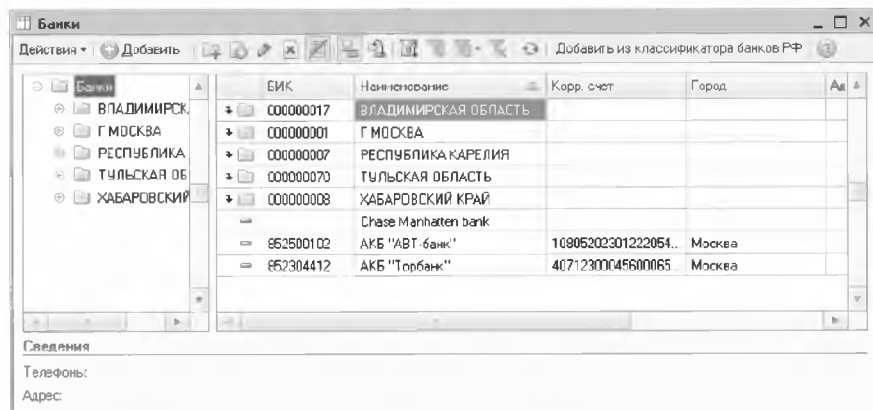 Банки
Действия Добавить Добавить из классификатора банков РФ
Банки
ВЛАДИМИРСК
Г МОСКВА
РЕСПУБЛИКА
ТУЛЬСКАЯ ОБ
ХАБАРОВСКИЙ
БИК Наименование Корр. счет Город Ад
000000017 ВЛАДИМИРСКАЯ ОБЛАСТЬ
000000001 Г МОСКВА
000000007 РЕСПУБЛИКА КАРЕЛИЯ
000000070 ТУЛЬСКАЯ ОБЛАСТЬ
000000008 ХАБАРОВСКИЙ КРАЙ
Chase Manhatten bank
852500102 АКБ "АВТ-банк" 10805202301222054... Москва
852304412 АКБ "Торбанк" 40712300045600065... Москва
Сведения
Телефоны:
Адрес: